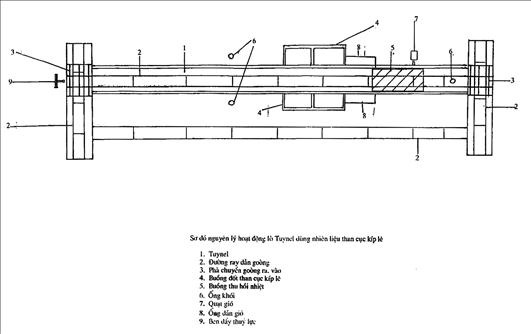 6
4
7
3
2
1
8
5
6
9
3
2
4
8
2
2
Sơ đồ nguyên lý hoạt động lò Tuynel dùng nhiên liệu than cục kíp lê
1. Tuynel
2. Đường ray dẫn goòng
3. Phà chuyển goòng ra, vào
4. Buồng đốt than cục kíp lê
5. Buồng thu hồi nhiệt
6. Ống khói
7. Quạt gió
8. Ống dẫn gió
9. Ben đẩy thuỷ lực